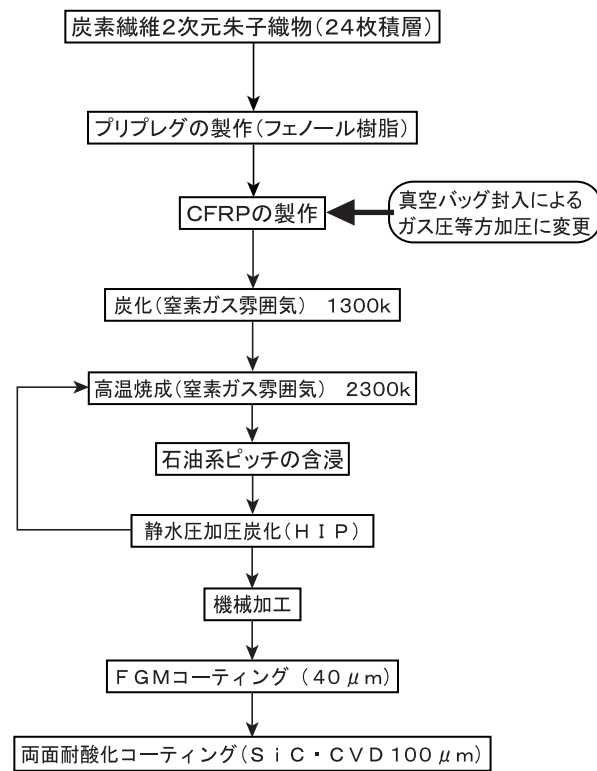 炭素繊維2次元朱子織物(24枚積層)
プリプレグの製作(フェノール樹脂)
CFRPの製作
真空バッグ封入による
ガス圧等方加圧に変更
炭化(窒素ガス雰囲気) 1300k
高温焼成(窒素ガス雰囲気) 2300k
石油系ピッチの含浸
静水圧加圧炭化(HIP)
機械加工
FGMコーティング (40μm)
両面耐酸化コーティング(SiC・CVD100μm)